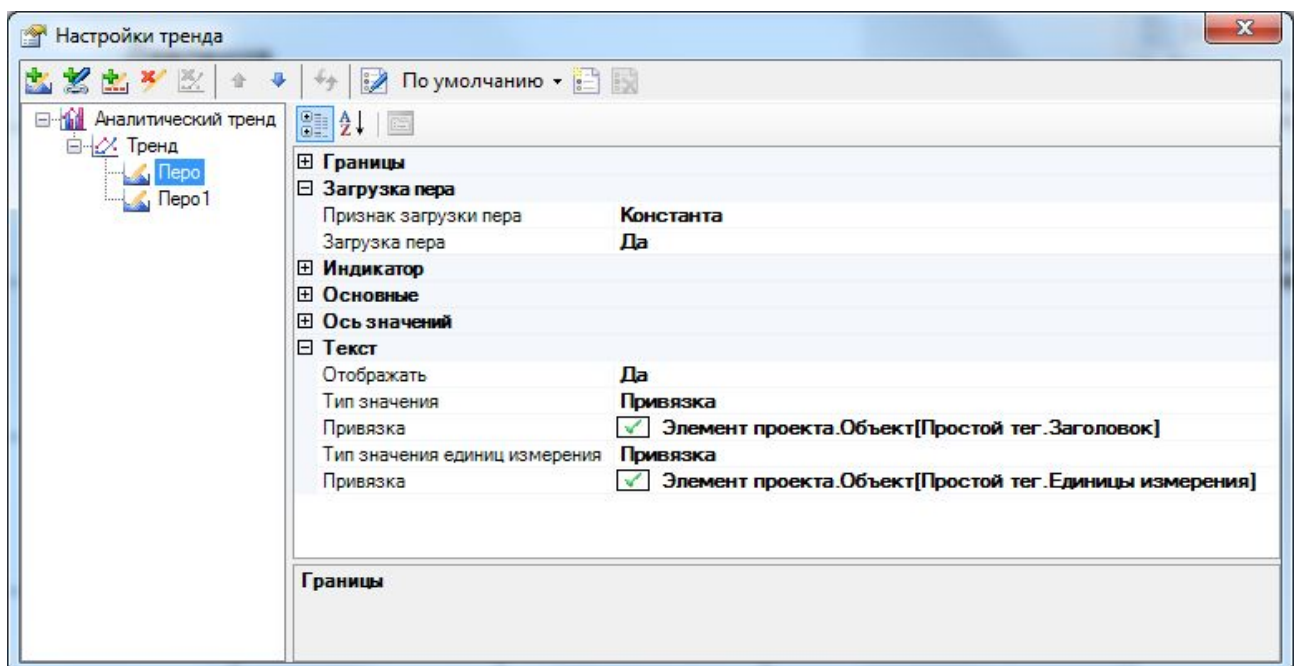 Настройки тренда
По умолчанию
Аналитический тренд
Тренд
Перо
Перо1
Границы
Загрузка пера
Признак загрузки пера Константа
Загрузка пера Да
Индикатор
Основные
Ось значений
Текст
Отображать Да
Тип значения Привязка
Привязка Элемент проекта.Объект[Простой тег.Заголовок]
Тип значения единиц измерения Привязка
Привязка Элемент проекта.Объект[Простой тег.Единицы измерения]
Границы